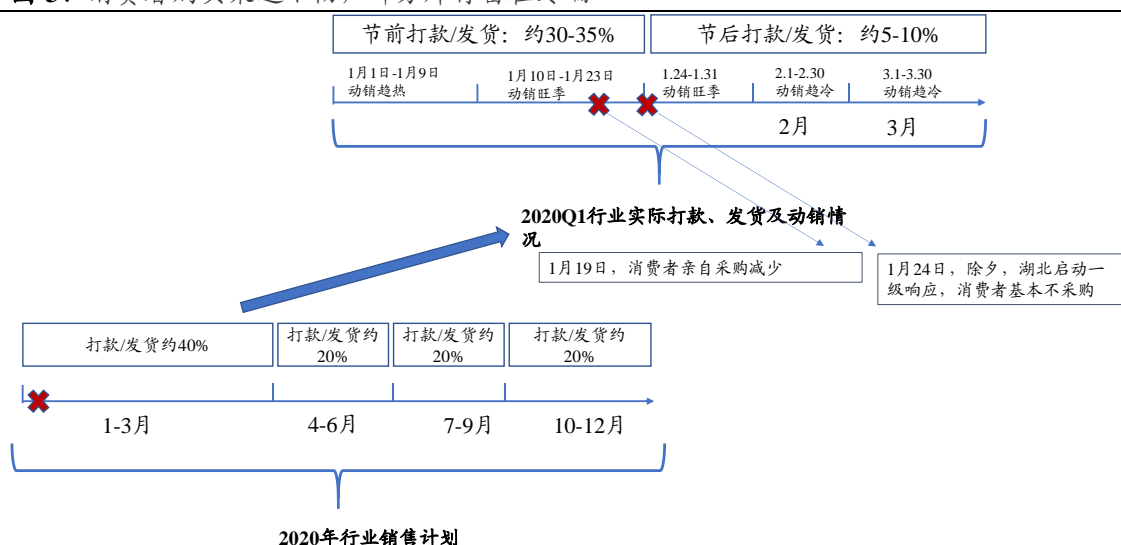 节前打款/发货：约30-35%
节后打款/发货：约5-10%
1月1日-1月9日
动销趋热
1月10日-1月23日
动销旺季
1.24-1.31
动销旺季
2.1-2.30
动销趋冷
3.1-3.30
动销趋冷
2月
3月
2020Q1行业实际打款、发货及动销情
况
1月19日，消费者亲自采购减少
1月24日，除夕，湖北启动一
级响应，消费者基本不采购
打款/发货约40%
打款/发货约
20%
打款/发货约
20%
打款/发货约
20%
1-3月
4-6月
7-9月
10-12月
2020年行业销售计划